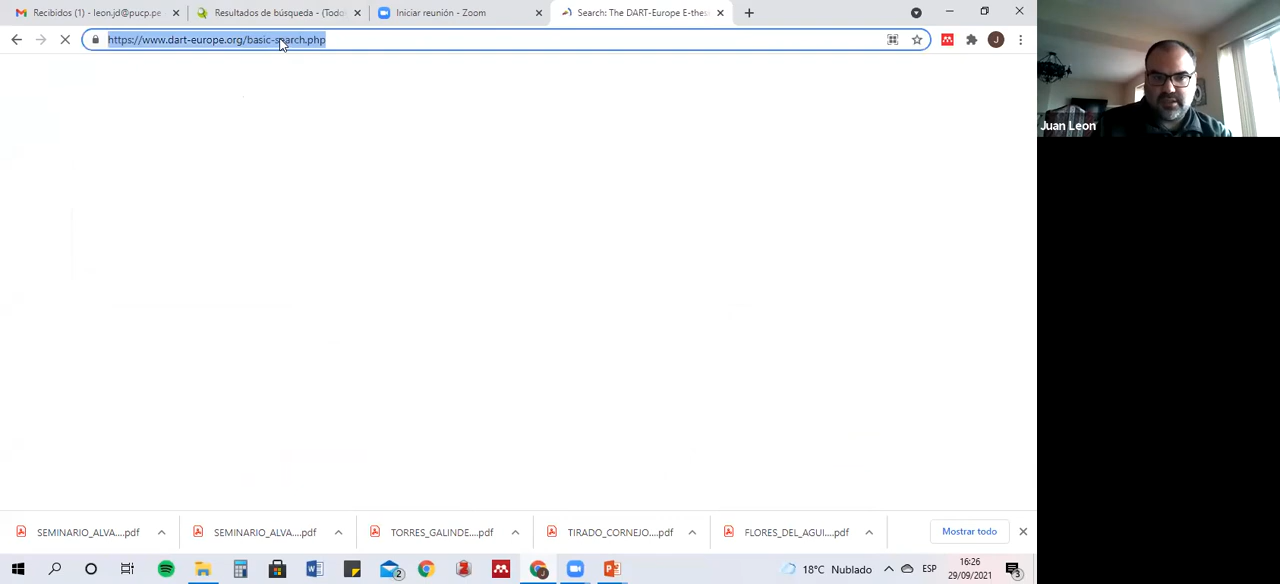 Recibidos (1) - leon.jd@pucp.pe
Resultados de búsqueda - (Todo
Iniciar reunión - Zoom
Search: The DART-Europe E-thes
https://www.dart-europe.org/basic-search.php
J
Juan Leon
SEMINARIO_ALVA....pdf
SEMINARIO_ALVA....pdf
TORRES_GALINDE....pdf
TIRADO_CORNEJO....pdf
FLORES_DEL_AGUI....pdf
Mostrar todo
2
18°C Nublado
ESP
16:26
29/09/2021
3